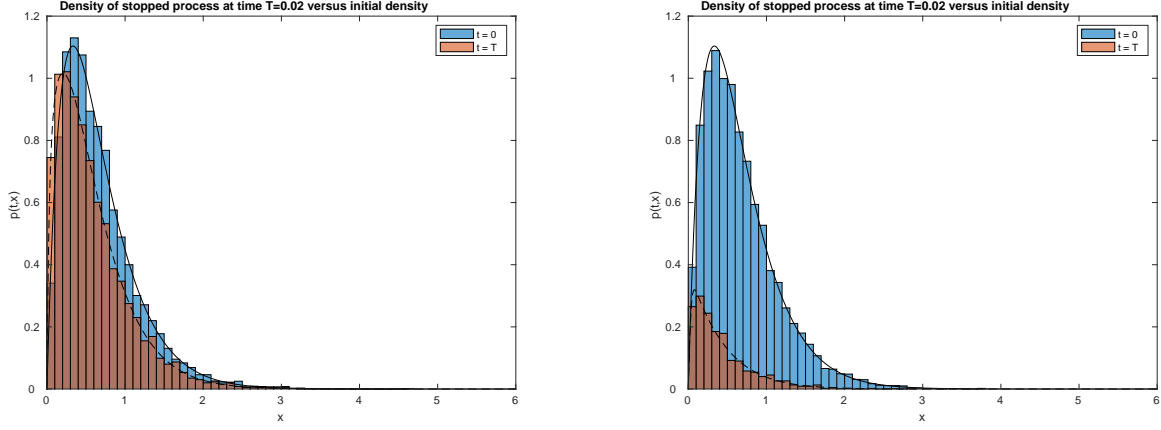 Density of stopped process at time T=0.02 versus initial density
1.2
1
0.8
0.6
0.4
0.2
0
p(t,x)
0 1 2 3 4 5 6
x
t = 0
t = T
Density of stopped process at time T=0.02 versus initial density
1.2
1
0.8
0.6
0.4
0.2
0
p(t,x)
0 1 2 3 4 5 6
x
t = 0
t = T